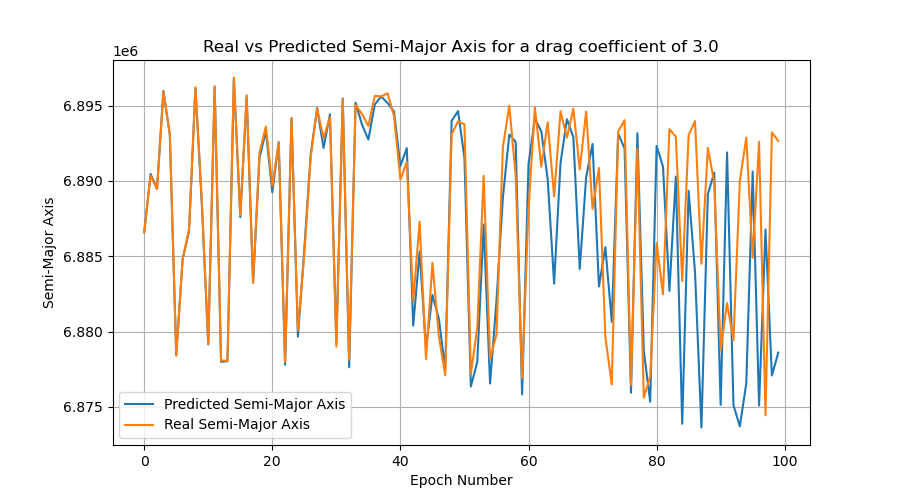 Real vs Predicted Semi-Major Axis for a drag coefficient of 3.0
1e6
6.895
6.890
6.885
6.880
6.875
Semi-Major Axis
Predicted Semi-Major Axis
Real Semi-Major Axis
0 20 40 60 80 100
Epoch Number